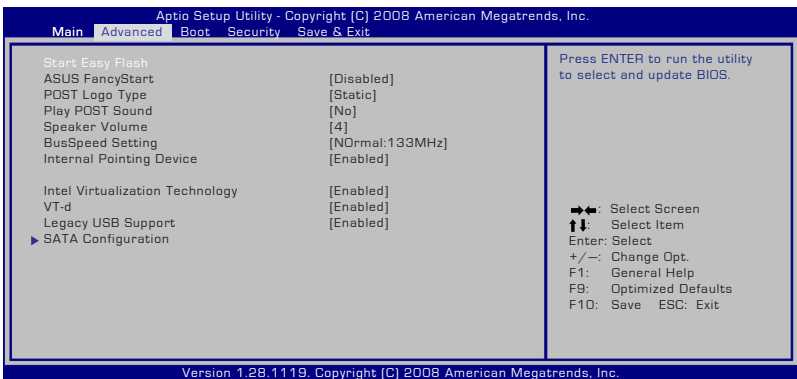 Aptio Setup Utility - Copyright (C) 2008 American Megatrends, Inc.
Main Advanced Boot Security Save & Exit
Start Easy Flash
ASUS FancyStart [Disabled]
POST Logo Type [Static]
Play POST Sound [No]
Speaker Volume [4]
BusSpeed Setting [NOrmal:133MHz]
Internal Pointing Device [Enabled]
Intel Virtualization Technology [Enabled]
VT-d [Enabled]
Legacy USB Support [Enabled]
SATA Configuration
Press ENTER to run the utility
to select and update BIOS.
→←: Select Screen
↑↓: Select Item
Enter: Select
+/—: Change Opt.
F1: General Help
F9: Optimized Defaults
F10: Save ESC: Exit
Version 1.28.1119. Copyright (C) 2008 American Megatrends, Inc.